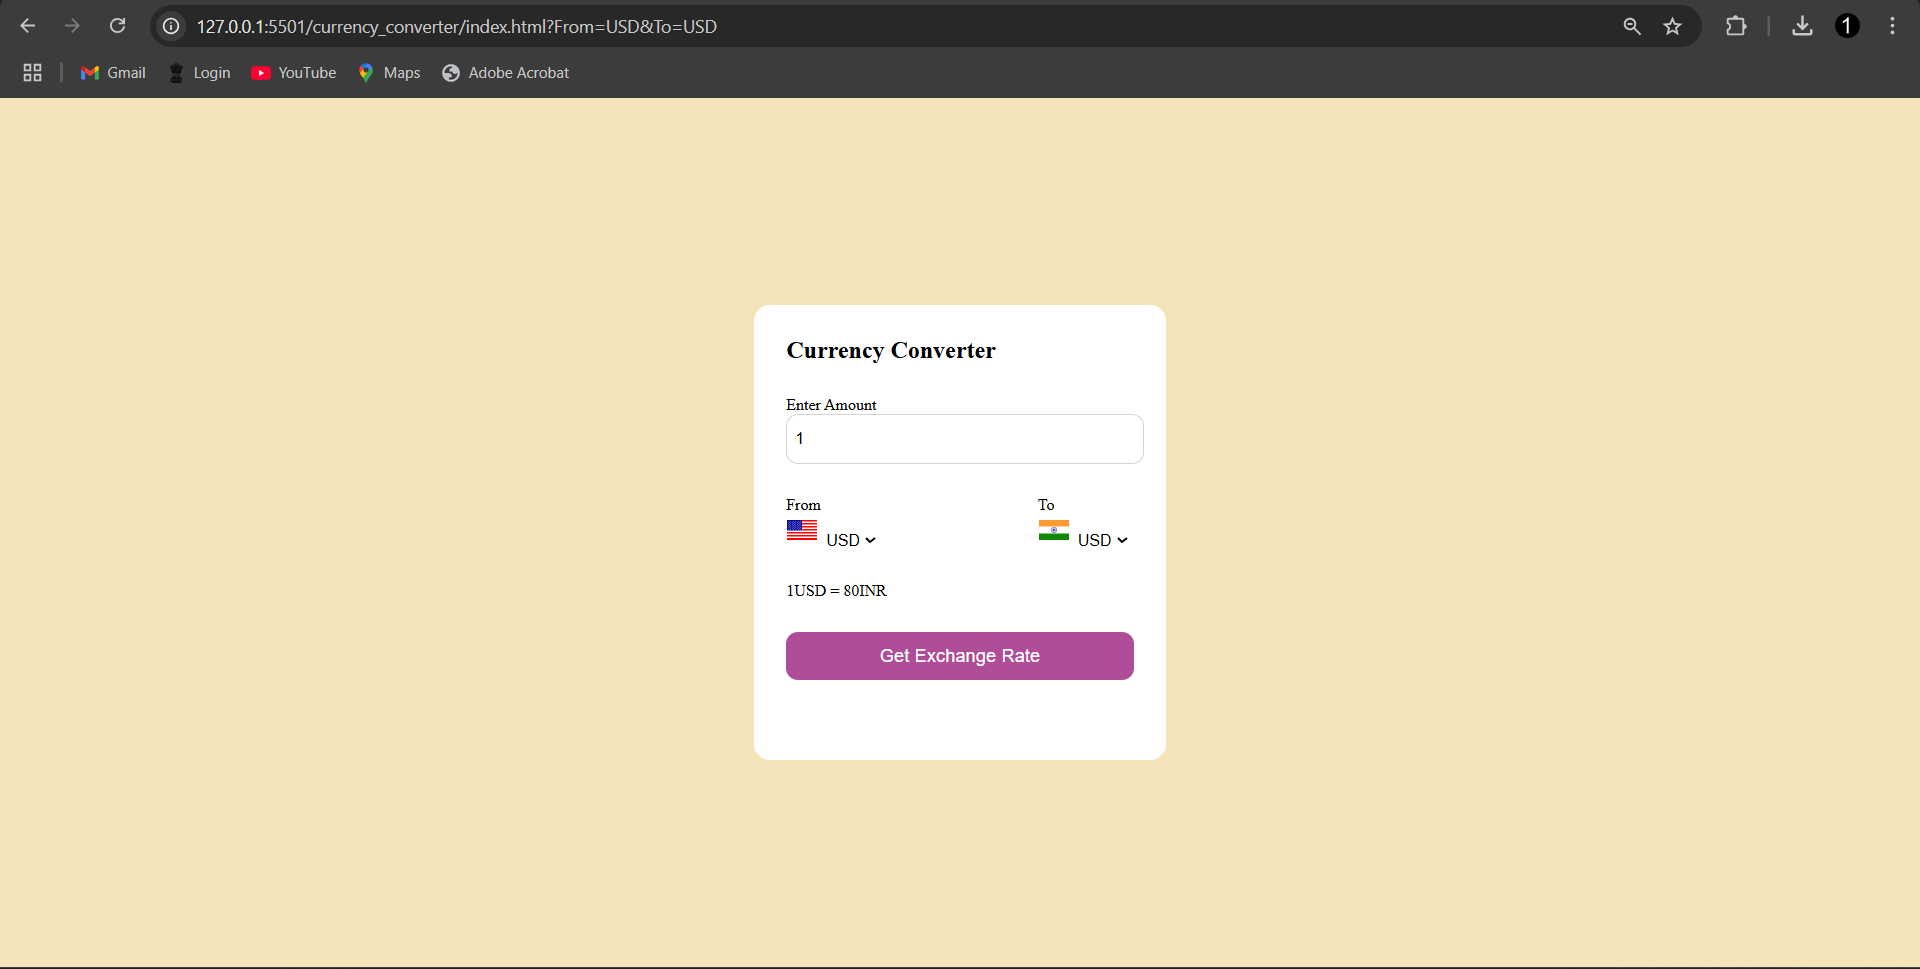 127.0.0.1:5501/currency_converter/index.html?From=USD&To=USD
1
Gmail Login YouTube Maps Adobe Acrobat
Currency Converter
Enter Amount
1
From To
USD USD
1USD = 80INR
Get Exchange Rate